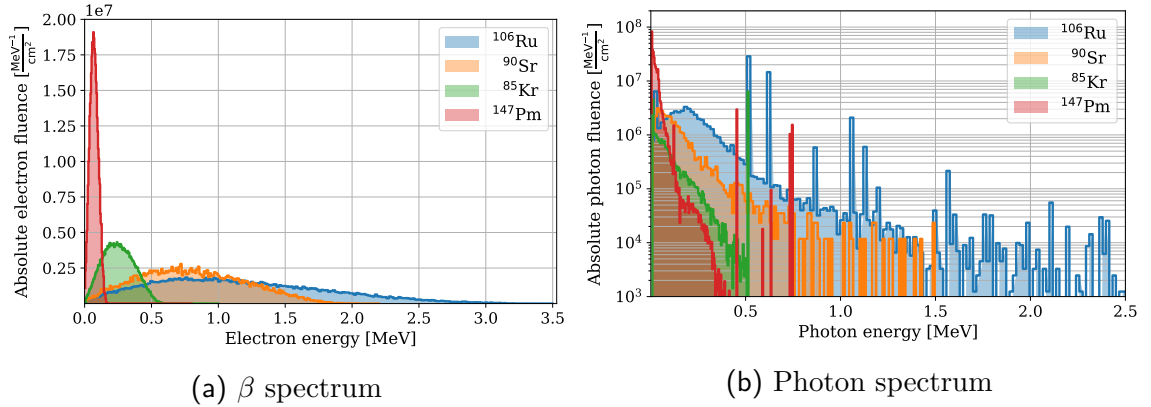 1e7
2.00
1.75
1.50
1.25
1.00
0.75
0.50
0.25
0.0 0.5 1.0 1.5 2.0 2.5 3.0 3.5
Absolute electron fluence [MeV⁻¹/cm²]
Electron energy [MeV]
¹⁰⁶Ru
⁹⁰Sr
⁸⁵Kr
¹⁴⁷Pm
(a) β spectrum
10⁸
10⁷
10⁶
10⁵
10⁴
10³
0.5 1.0 1.5 2.0 2.5
Absolute photon fluence [MeV⁻¹/cm²]
Photon energy [MeV]
¹⁰⁶Ru
⁹⁰Sr
⁸⁵Kr
¹⁴⁷Pm
(b) Photon spectrum